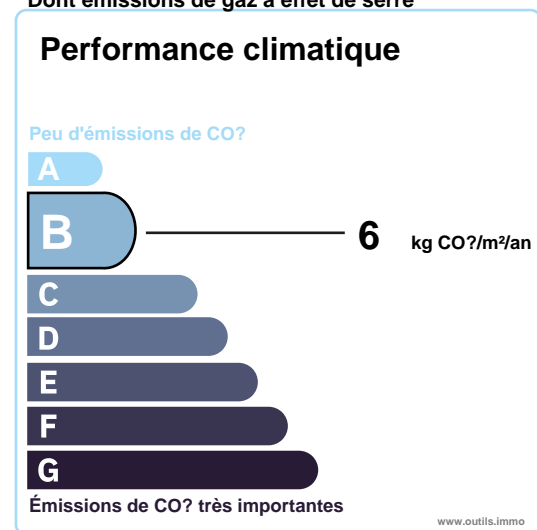 Dont émissions de gaz à effet de serre
Performance climatique
Peu d'émissions de CO?
A
B 6 kg CO?/m²/an
C
D
E
F
G
Émissions de CO? très importantes
www.outils.immo